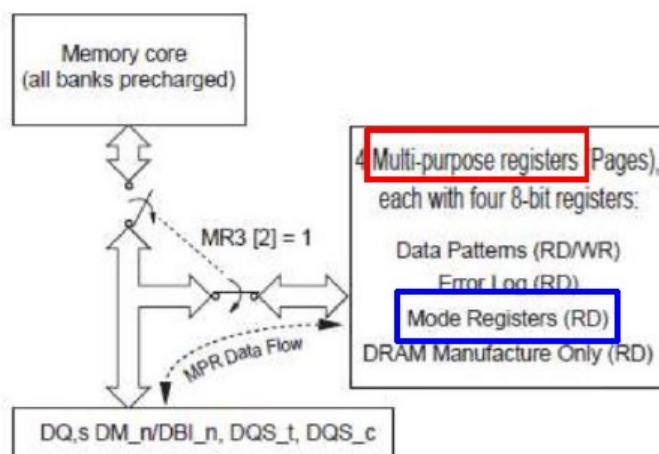 Memory core
(all banks precharged)
4 Multi-purpose registers (Pages),
each with four 8-bit registers:
MR3 [2] = 1
Data Patterns (RD/WR)
Error Log (RD)
Mode Registers (RD)
DRAM Manufacture Only (RD)
MPR Data Flow
DQ,s DM_n/DBI_n, DQS_t, DQS_c